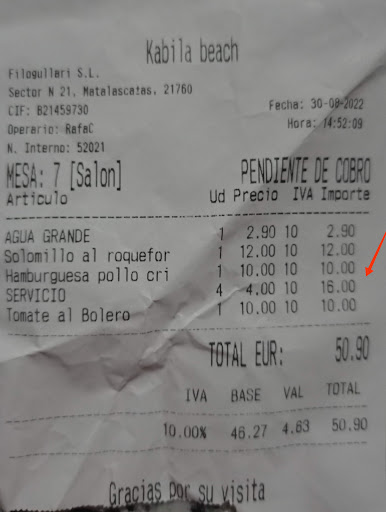 Kabila beach
Filogullari S.L.
Sector N 21, Matalascañas, 21760
CIF: B21459730
Fecha: 30-08-2022
Operario: RafaC
Hora: 14:52:09
N. Interno: 52021
MESA: 7 [Salon]
PENDIENTE DE COBRO
Articulo Ud Precio IVA Importe
AGUA GRANDE 1 2.90 10 2.90
Solomillo al roquefor 1 12.00 10 12.00
Hamburguesa pollo cri 1 10.00 10 10.00
SERVICIO 4 4.00 10 16.00
Tomate al Bolero 1 10.00 10 10.00
TOTAL EUR: 50.90
IVA BASE VAL TOTAL
10.00% 46.27 4.63 50.90
Gracias por su visita